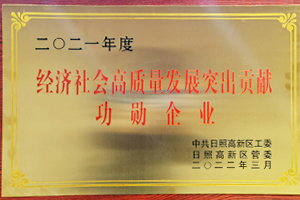 二〇二一年度
经济社会高质量发展突出贡献
功勋企业
中共日照高新区工委
日照高新区管委
二〇二二年三月